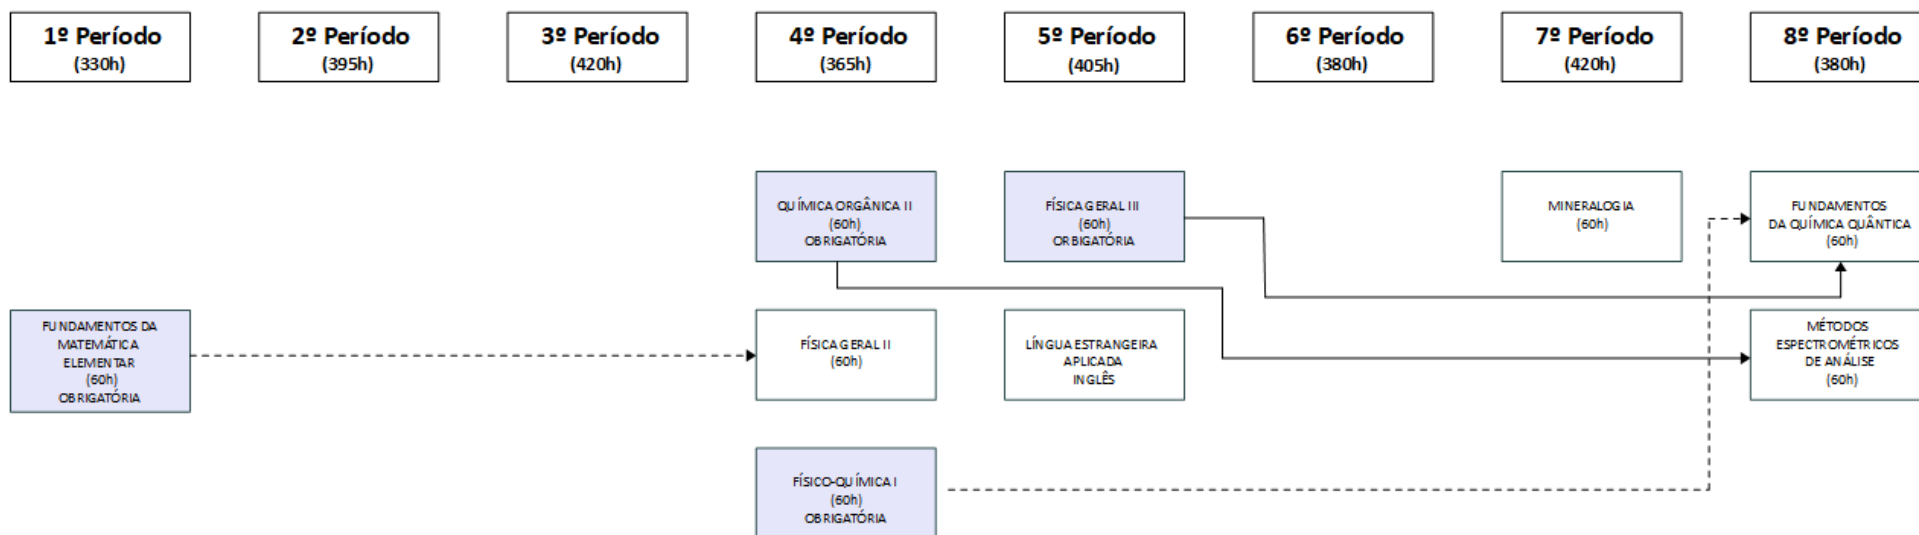 1º Período
(330h)
2º Período
(395h)
3º Período
(420h)
4º Período
(365h)
5º Período
(405h)
6º Período
(380h)
7º Período
(420h)
8º Período
(380h)
QUÍMICA ORGÂNICA II
(60h)
OBRIGATÓRIA
FÍSICA GERAL III
(60h)
ORBIGATÓRIA
MINERALOGIA
(60h)
FUNDAMENTOS
DA QUÍMICA QUÂNTICA
(60h)
FUNDAMENTOS DA
MATEMÁTICA
ELEMENTAR
(60h)
OBRIGATÓRIA
FÍSICA GERAL II
(60h)
LÍNGUA ESTRANGEIRA
APLICADA
INGLÊS
MÉTODOS
ESPECTROMÉTRICOS
DE ANÁLISE
(60h)
FÍSICO-QUÍMICA I
(60h)
OBRIGATÓRIA